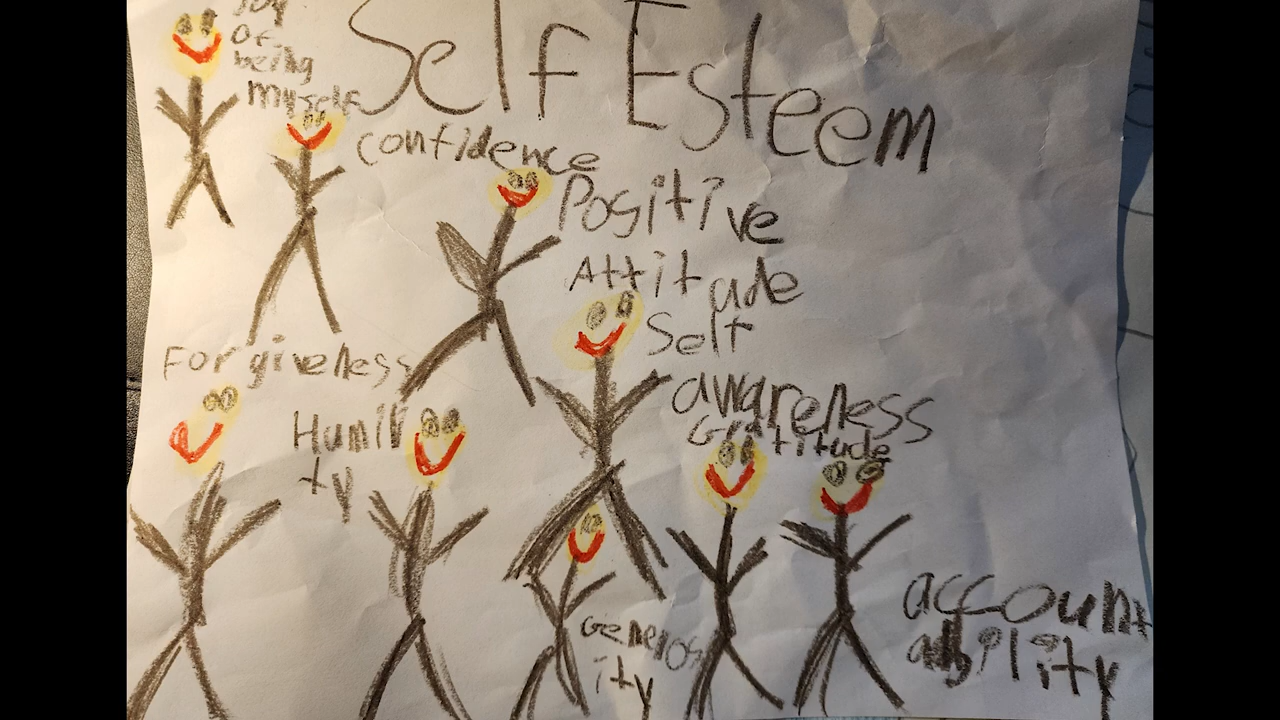 Joy
of
being
myself
Self Esteem
confidence
Positive
Attitude
Self
awareness
Forgiveness
Humili
ty
Gratitude
Generos
ity
account
ability